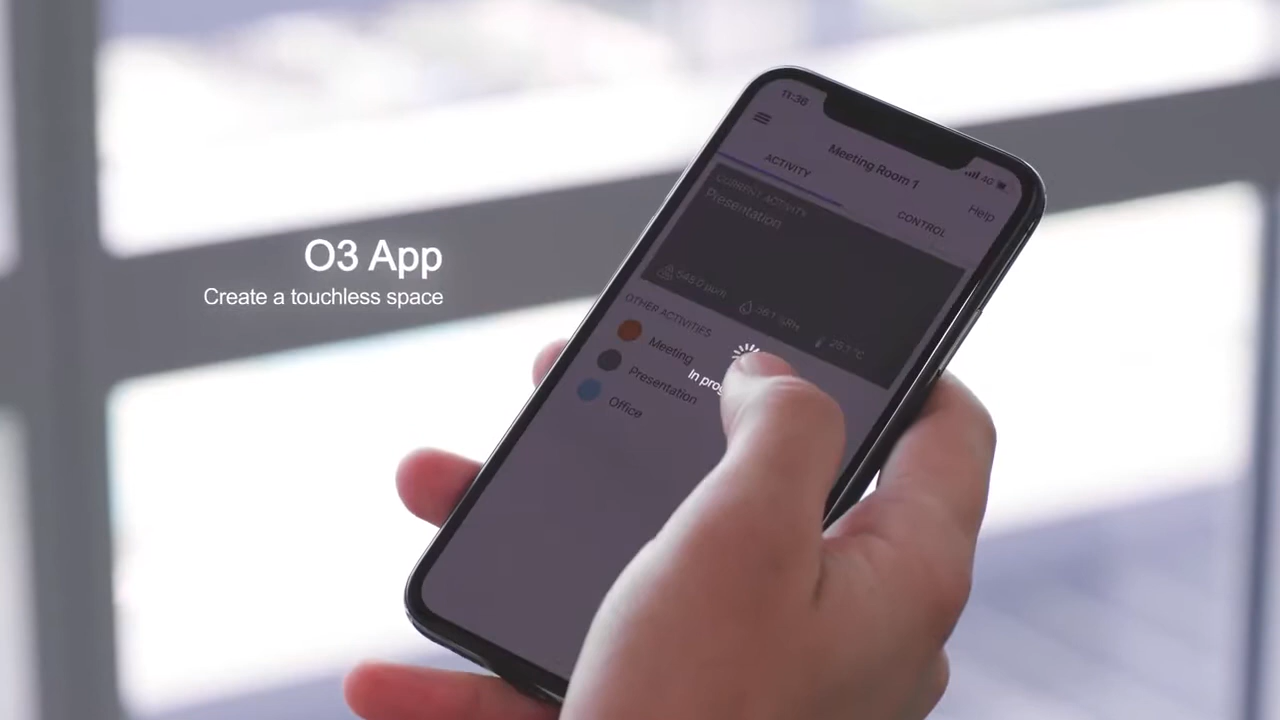 O3 App
Create a touchless space
11:36
4G
Meeting Room 1
Help
ACTIVITY
CONTROL
CURRENT ACTIVITY
Presentation
OTHER ACTIVITIES
Meeting
In prog
Presentation
Office